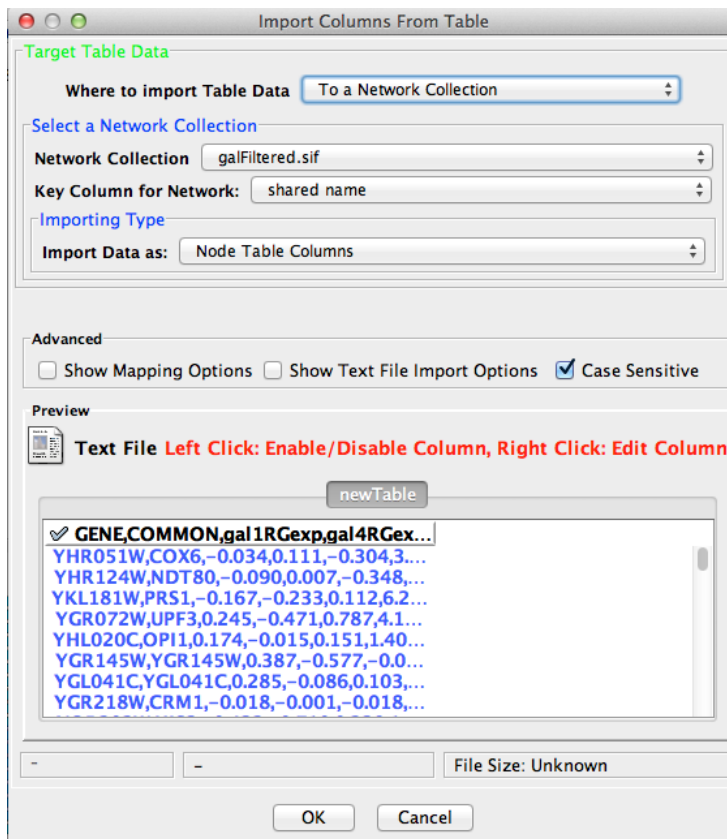 Import Columns From Table
Target Table Data
Where to import Table Data To a Network Collection
Select a Network Collection
Network Collection galFiltered.sif
Key Column for Network: shared name
Importing Type
Import Data as: Node Table Columns
Advanced
Show Mapping Options Show Text File Import Options Case Sensitive
Preview
Text File Left Click: Enable/Disable Column, Right Click: Edit Column
newTable
GENE,COMMON,gal1RGexp,gal4RGex...
YHR051W,COX6,-0.034,0.111,-0.304,3....
YHR124W,NDT80,-0.090,0.007,-0.348,...
YKL181W,PRS1,-0.167,-0.233,0.112,6.2...
YGR072W,UPF3,0.245,-0.471,0.787,4.1...
YHL020C,OPI1,0.174,-0.015,0.151,1.40...
YGR145W,YGR145W,0.387,-0.577,-0.0...
YGL041C,YGL041C,0.285,-0.086,0.103,...
YGR218W,CRM1,-0.018,-0.001,-0.018,...
- - File Size: Unknown
OK Cancel